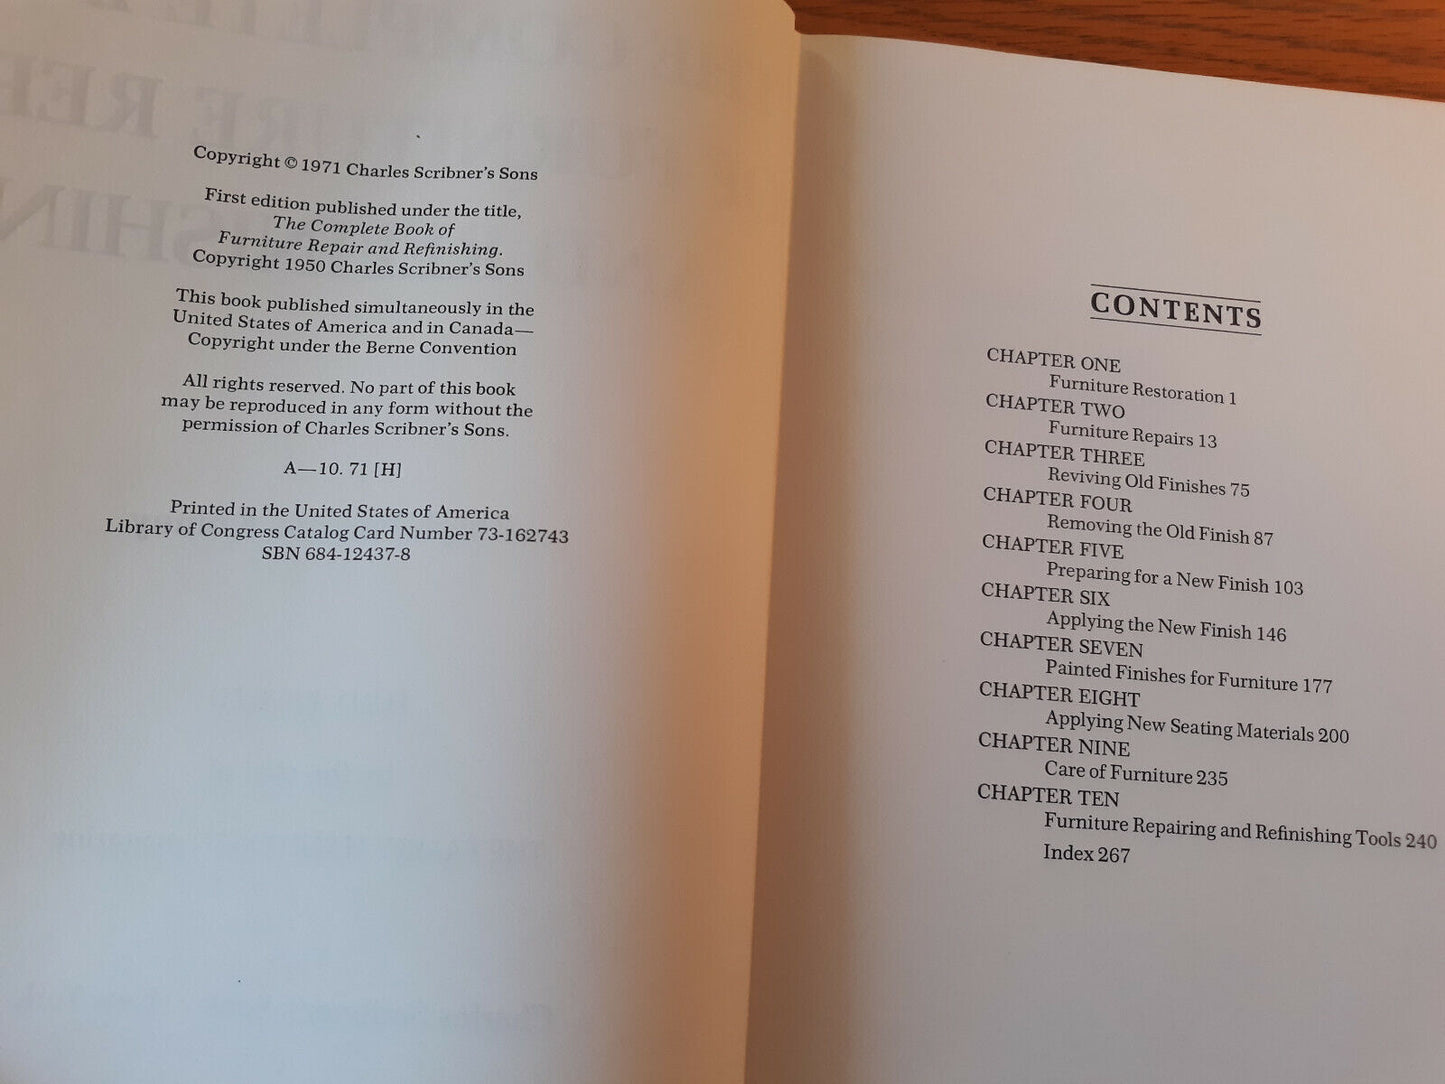 Copyright © 1971 Charles Scribner's Sons
First edition published under the title,
The Complete Book of
Furniture Repair and Refinishing.
Copyright 1950 Charles Scribner's Sons
This book published simultaneously in the
United States of America and in Canada—
Copyright under the Berne Convention
All rights reserved. No part of this book
may be reproduced in any form without the
permission of Charles Scribner's Sons.
A—10. 71 [H]
Printed in the United States of America
Library of Congress Catalog Card Number 73-162743
SBN 684-12437-8
CONTENTS
CHAPTER ONE
Furniture Restoration 1
CHAPTER TWO
Furniture Repairs 13
CHAPTER THREE
Reviving Old Finishes 75
CHAPTER FOUR
Removing the Old Finish 87
CHAPTER FIVE
Preparing for a New Finish 103
CHAPTER SIX
Applying the New Finish 146
CHAPTER SEVEN
Painted Finishes for Furniture 177
CHAPTER EIGHT
Applying New Seating Materials 200
CHAPTER NINE
Care of Furniture 235
CHAPTER TEN
Furniture Repairing and Refinishing Tools 240
Index 267